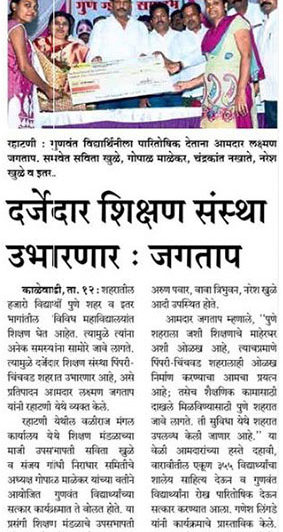 गुण
रहाटणी : गुणवंत विद्यार्थिनीला पारितोषिक देताना आमदार लक्ष्मण
जगताप. समवेत सविता खुळे, गोपाळ माळेकर, चंद्रकांत नखाते, नरेश
खुळे व इतर..
दर्जेदार शिक्षण संस्था
उभारणार : जगताप
काळेवाडी, ता. १२ : शहरातील
हजारो विद्यार्थी पुणे शहर व इतर
भागांतील विविध महाविद्यालयांत
शिक्षण घेत आहेत. त्यामुळे त्यांना
अनेक समस्यांना सामोरे जावे लागते.
त्यामुळे दर्जेदार शिक्षण संस्था पिंपरी-
चिंचवड शहरात उभारणार आहे, असे
प्रतिपादन आमदार लक्ष्मण जगताप
यांनी रहाटणी येथे व्यक्त केले.
रहाटणी येथील वळीराज मंगल
कार्यालय येथे शिक्षण मंडळाच्या
माजी उपसभापती सविता खुळे
व संजय गांधी निराधार समितीचे
अध्यक्ष गोपाळ माळेकर यांच्या वतीने
आयोजित गुणवंत विद्यार्थ्यांच्या
सत्कार कार्यक्रमात ते बोलत होते. या
प्रसंगी शिक्षण मंडळाचे उपसभापती
अरुण पवार, बाबा त्रिभुवन, नरेश खुळे
आदी उपस्थित होते.
आमदार जगताप म्हणाले, ''पुणे
शहराला जशी शिक्षणाचे माहेरघर
अशी ओळख आहे, त्याचप्रमाणे
पिंपरी-चिंचवड शहरालाही ओळख
निर्माण करण्याचा आमचा प्रयत्न
आहे; तसेच शैक्षणिक कामासाठी
दाखले मिळविण्यासाठी पुणे शहरात
जावे लागते. ती सुविधा येथे शहरात
उपलब्ध केली जाणार आहे.'' या
वेळी आमदारांच्या हस्ते दहावी,
बारावीतील एकूण ३५५ विद्यार्थ्यांचा
शालेय साहित्य देऊन व गुणवंत
विद्यार्थ्यांना रोख पारितोषिक देऊन
सत्कार करण्यात आला. गणेश लिंगडे
यांनी कार्यक्रमाचे प्रास्ताविक केले.